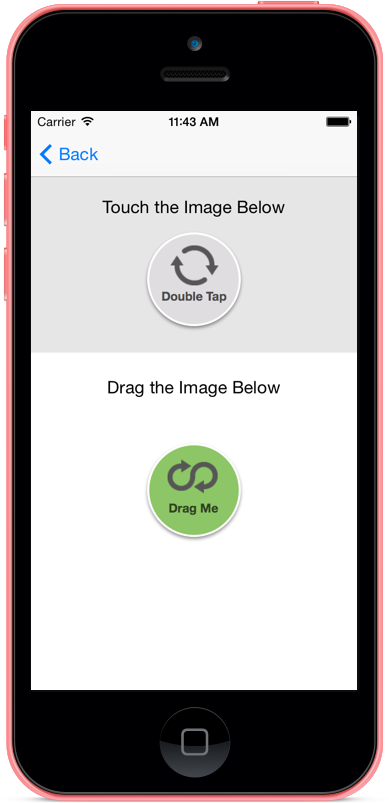 Carrier 11:43 AM
Back
Touch the Image Below
Double Tap
Drag the Image Below
Drag Me